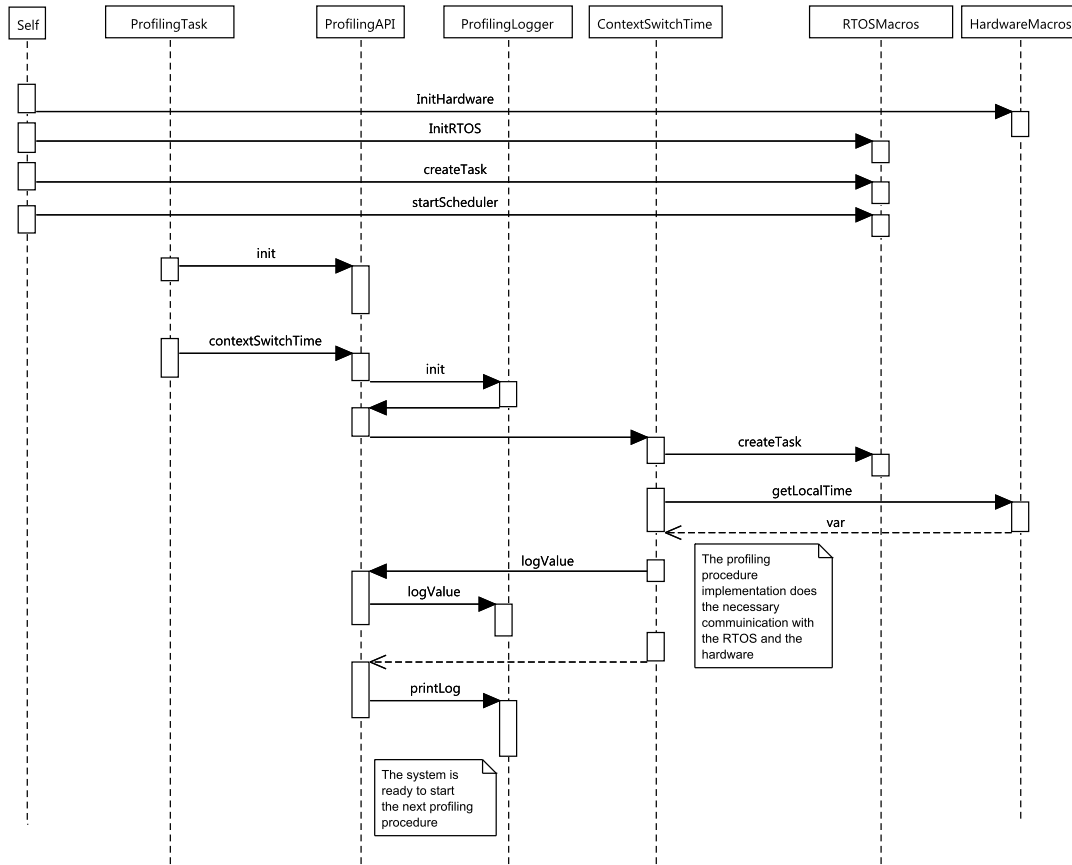 Self
ProfilingTask
ProfilingAPI
ProfilingLogger
ContextSwitchTime
RTOSMacros
HardwareMacros
InitHardware
InitRTOS
createTask
startScheduler
init
contextSwitchTime
init
createTask
getLocalTime
var
logValue
The profiling
procedure
implementation does
the necessary
commuinication with
the RTOS and the
hardware
logValue
printLog
The system is
ready to start
the next profiling
procedure